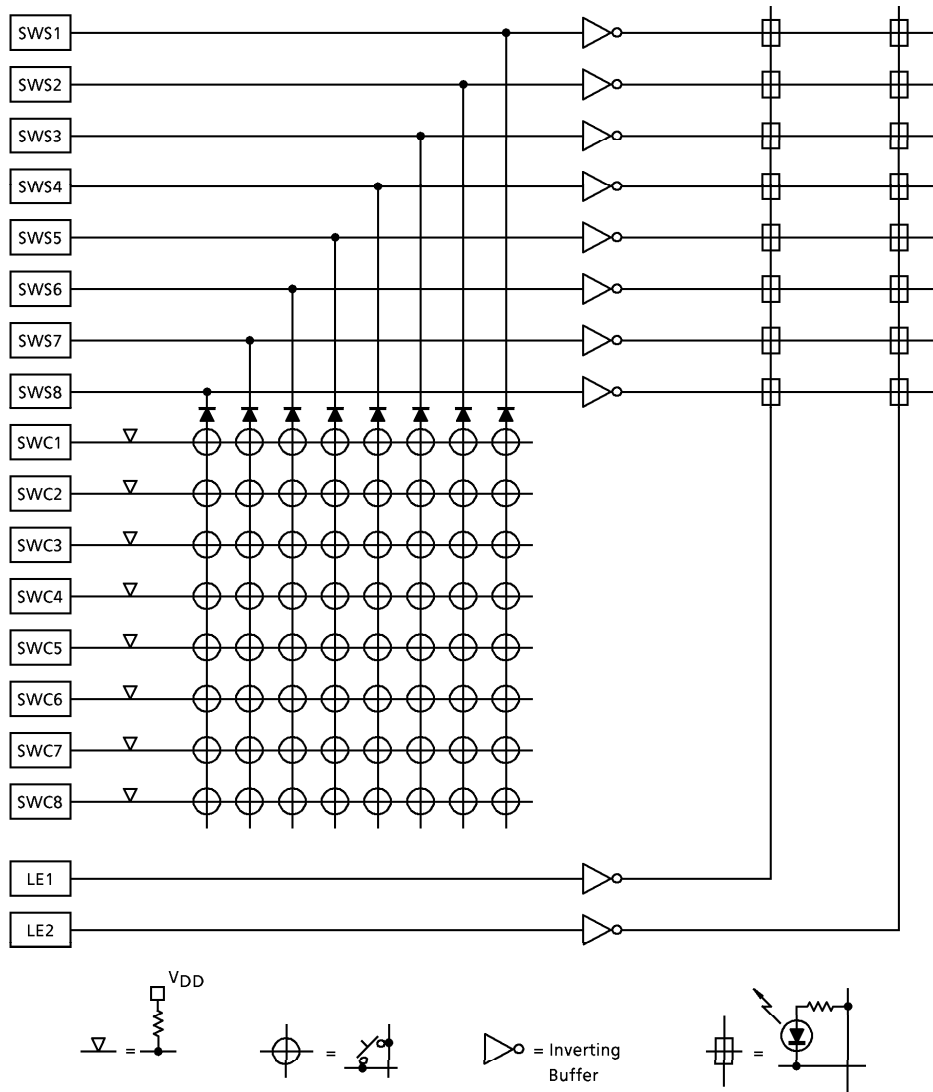 SWS1
SWS2
SWS3
SWS4
SWS5
SWS6
SWS7
SWS8
SWC1
SWC2
SWC3
SWC4
SWC5
SWC6
SWC7
SWC8
LE1
LE2
VDD
=
=
= Inverting
Buffer
=